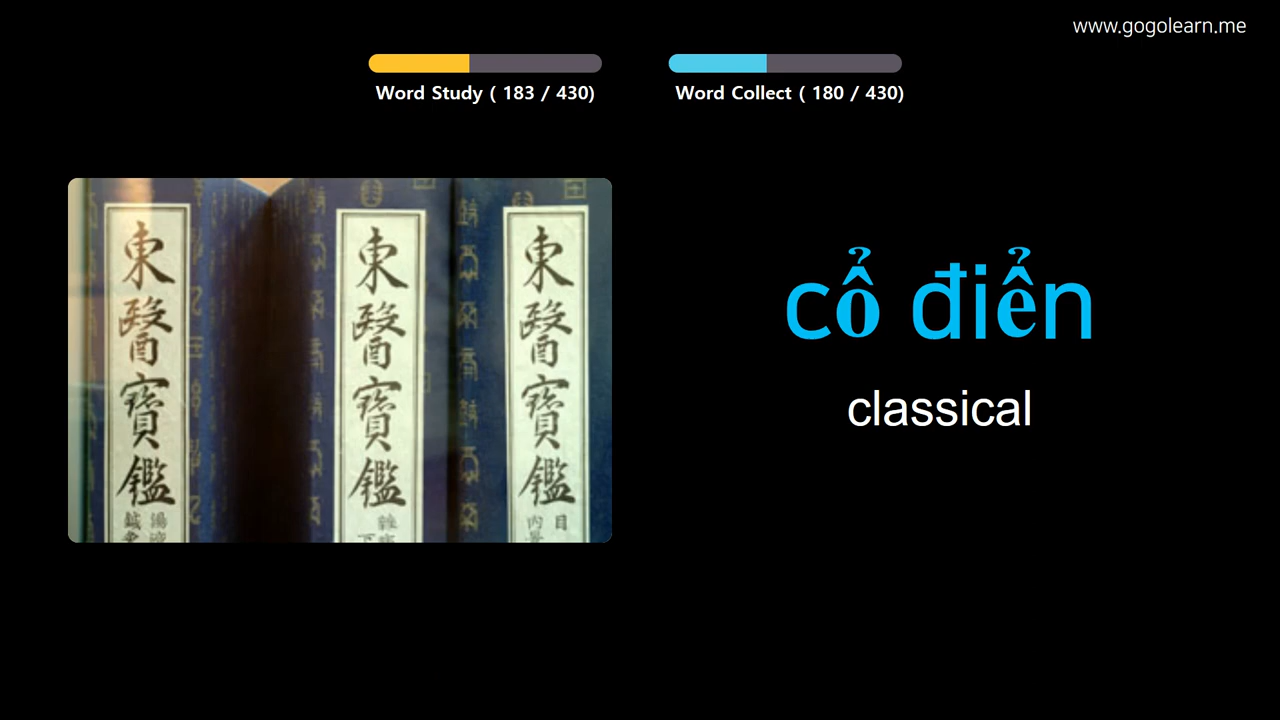 www.gogolearn.me
Word Study ( 183 / 430)
Word Collect ( 180 / 430)
東醫寶鑑
東醫寶鑑
東醫寶鑑
cổ điển
classical